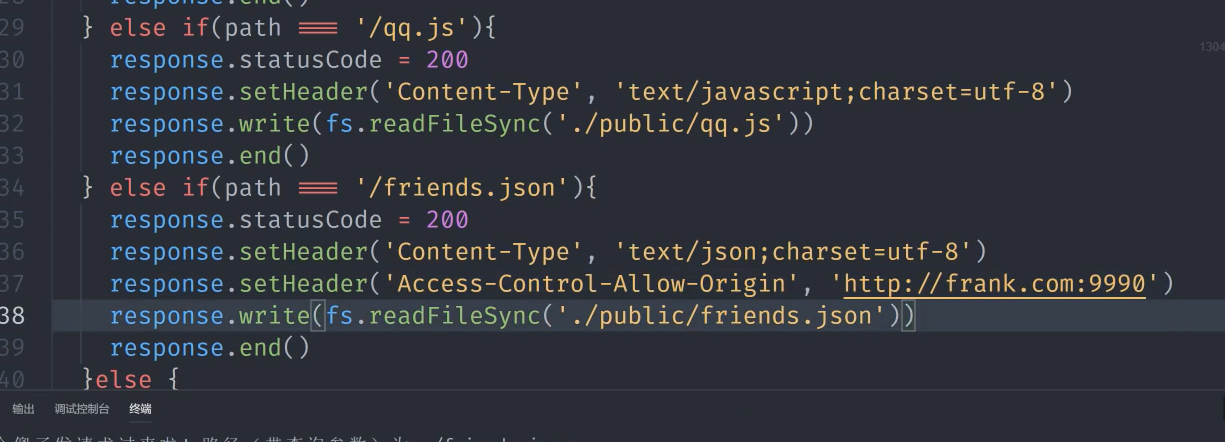 response.end()
29 } else if(path === '/qq.js'){
30 response.statusCode = 200
31 response.setHeader('Content-Type', 'text/javascript;charset=utf-8')
32 response.write(fs.readFileSync('./public/qq.js'))
33 response.end()
34 } else if(path === '/friends.json'){
35 response.statusCode = 200
36 response.setHeader('Content-Type', 'text/json;charset=utf-8')
37 response.setHeader('Access-Control-Allow-Origin', 'http://frank.com:9990')
38 response.write(fs.readFileSync('./public/friends.json'))
39 response.end()
40 }else {
1304
输出 调试控制台 终端